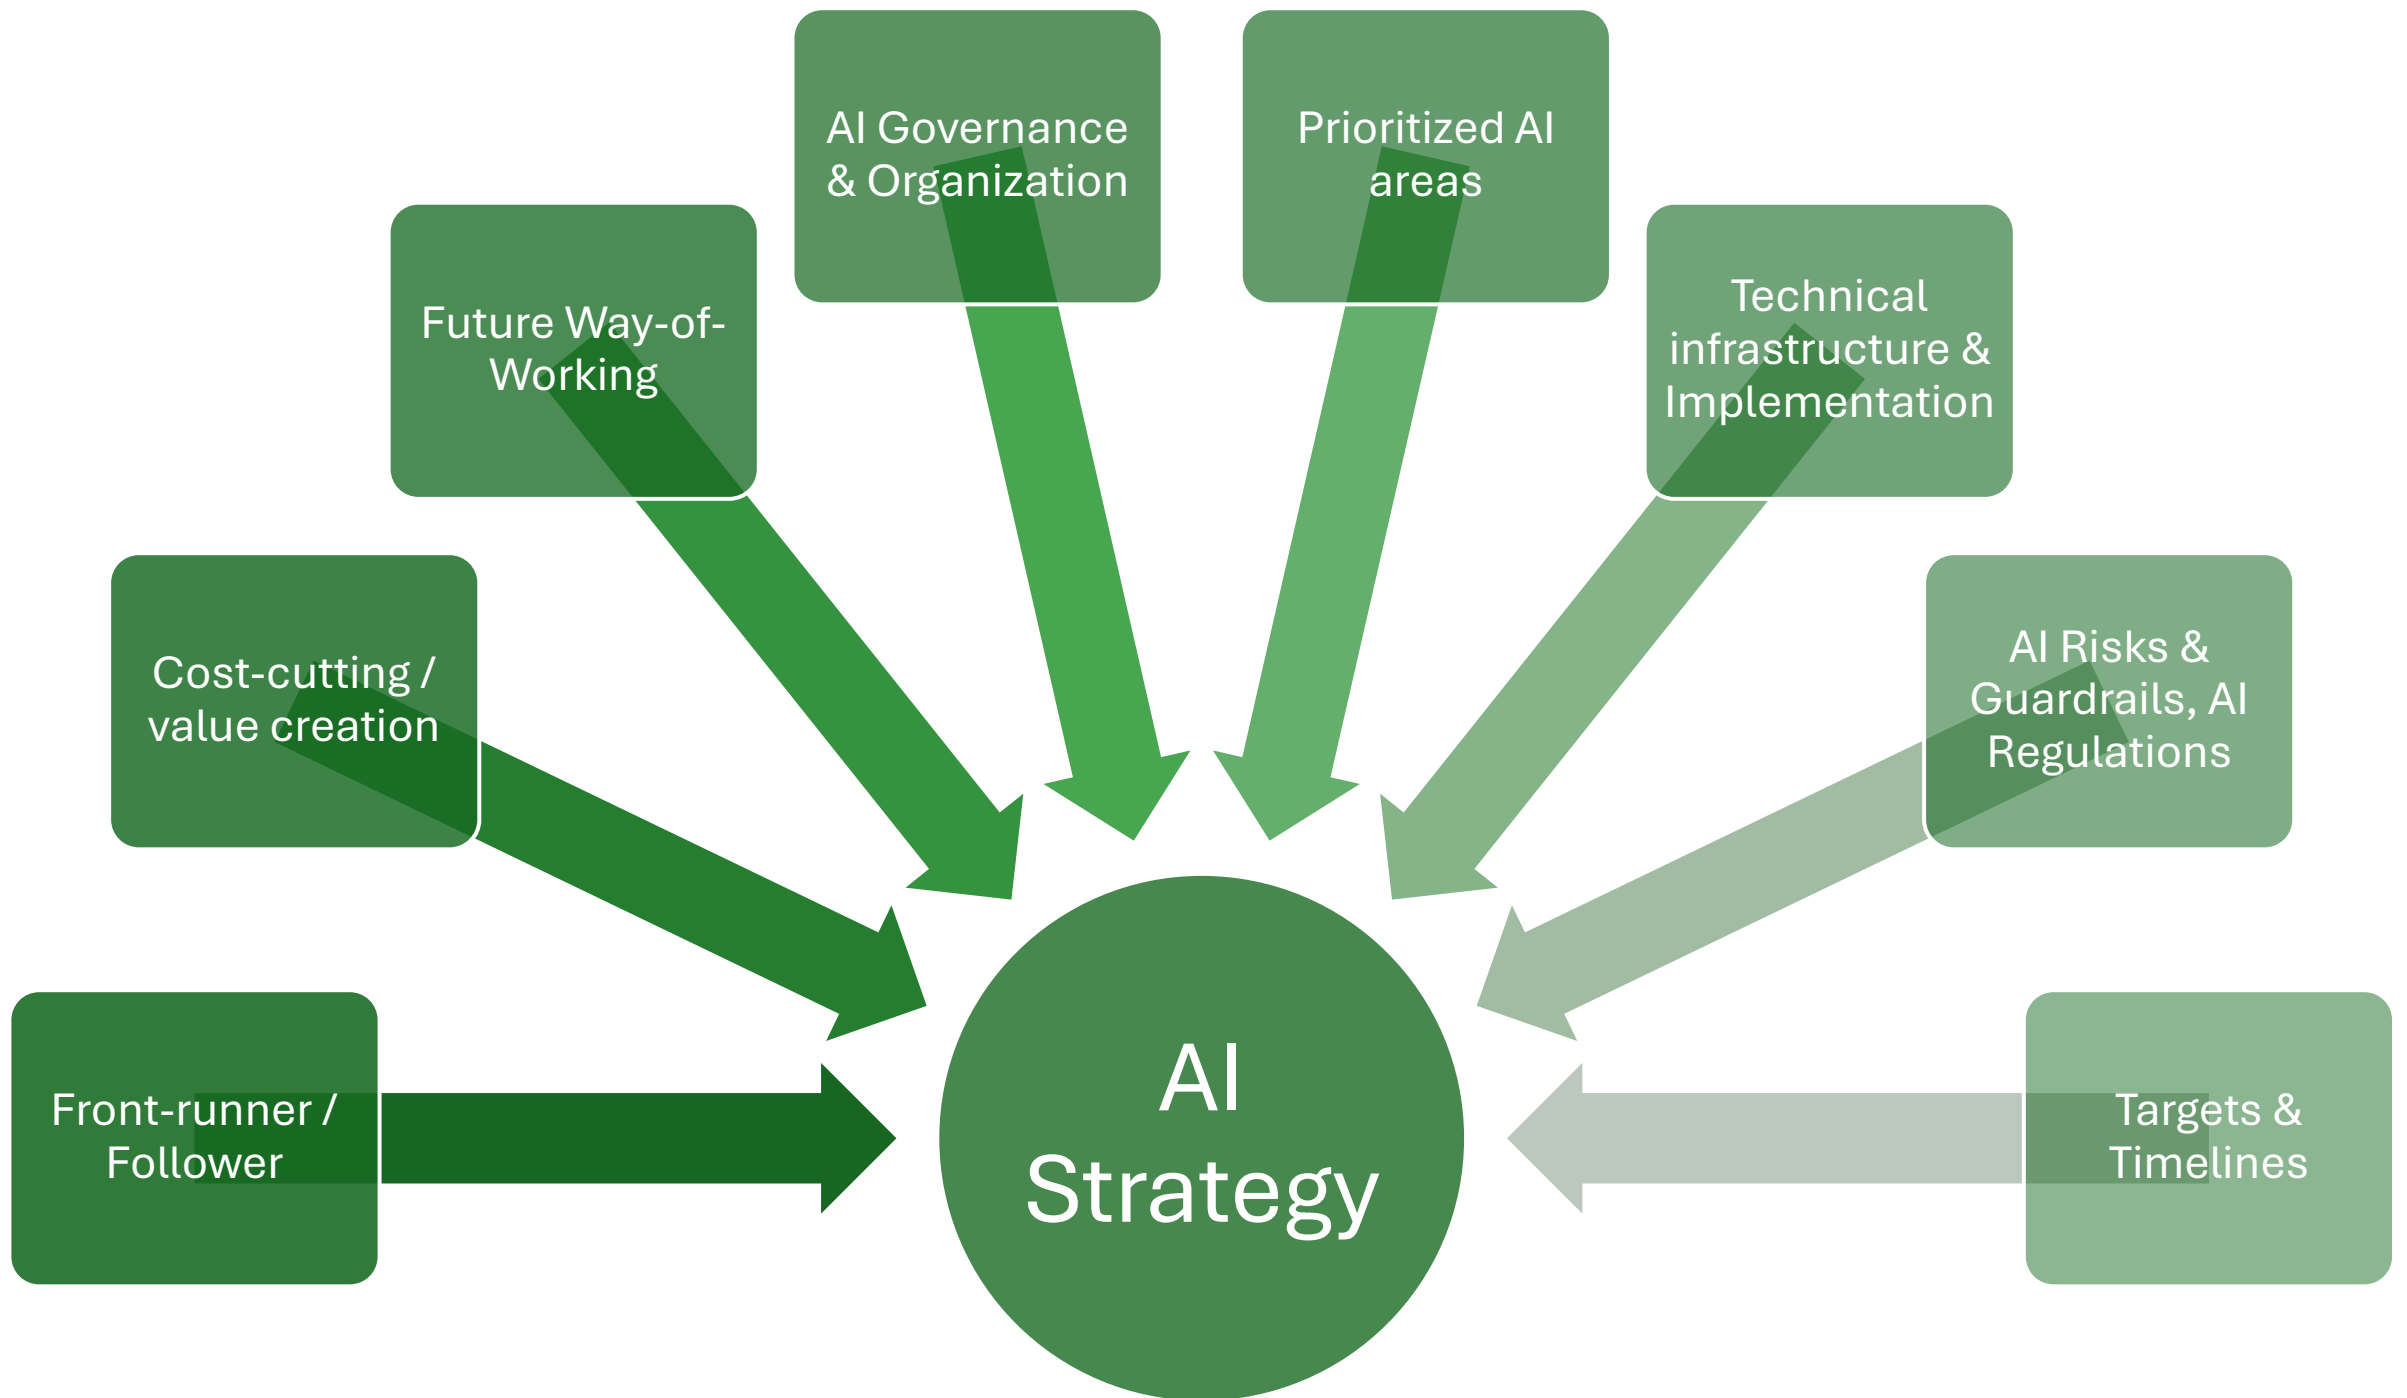 AI Governance
& Organization
Prioritized AI
areas
Future Way-of-
Working
Technical
infrastructure &
Implementation
Cost-cutting /
value creation
AI Risks &
Guardrails, AI
Regulations
Front-runner /
Follower
AI
Strategy
Targets &
Timelines